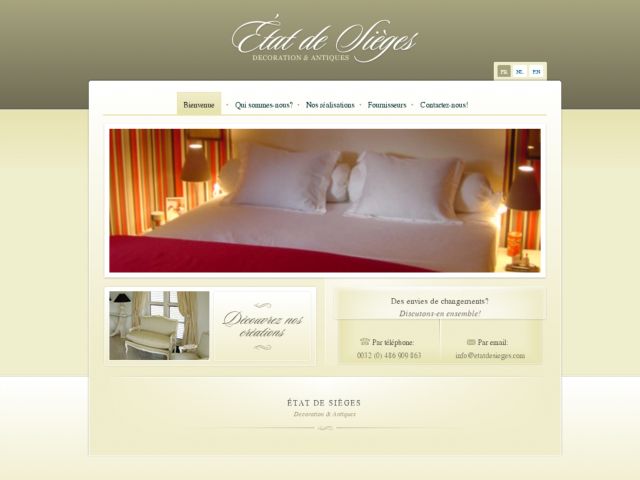 État de Sièges
DECORATION & ANTIQUES
FR NL EN
Bienvenue • Qui sommes-nous? • Nos réalisations • Fournisseurs • Contactez-nous!
Découvrez nos
créations
Des envies de changements?
Discutons-en ensemble!
Par téléphone:
0032 (0) 486 909 863
Par email:
info@etatdesieges.com
ÉTAT DE SIÈGES
Decoration & Antiques